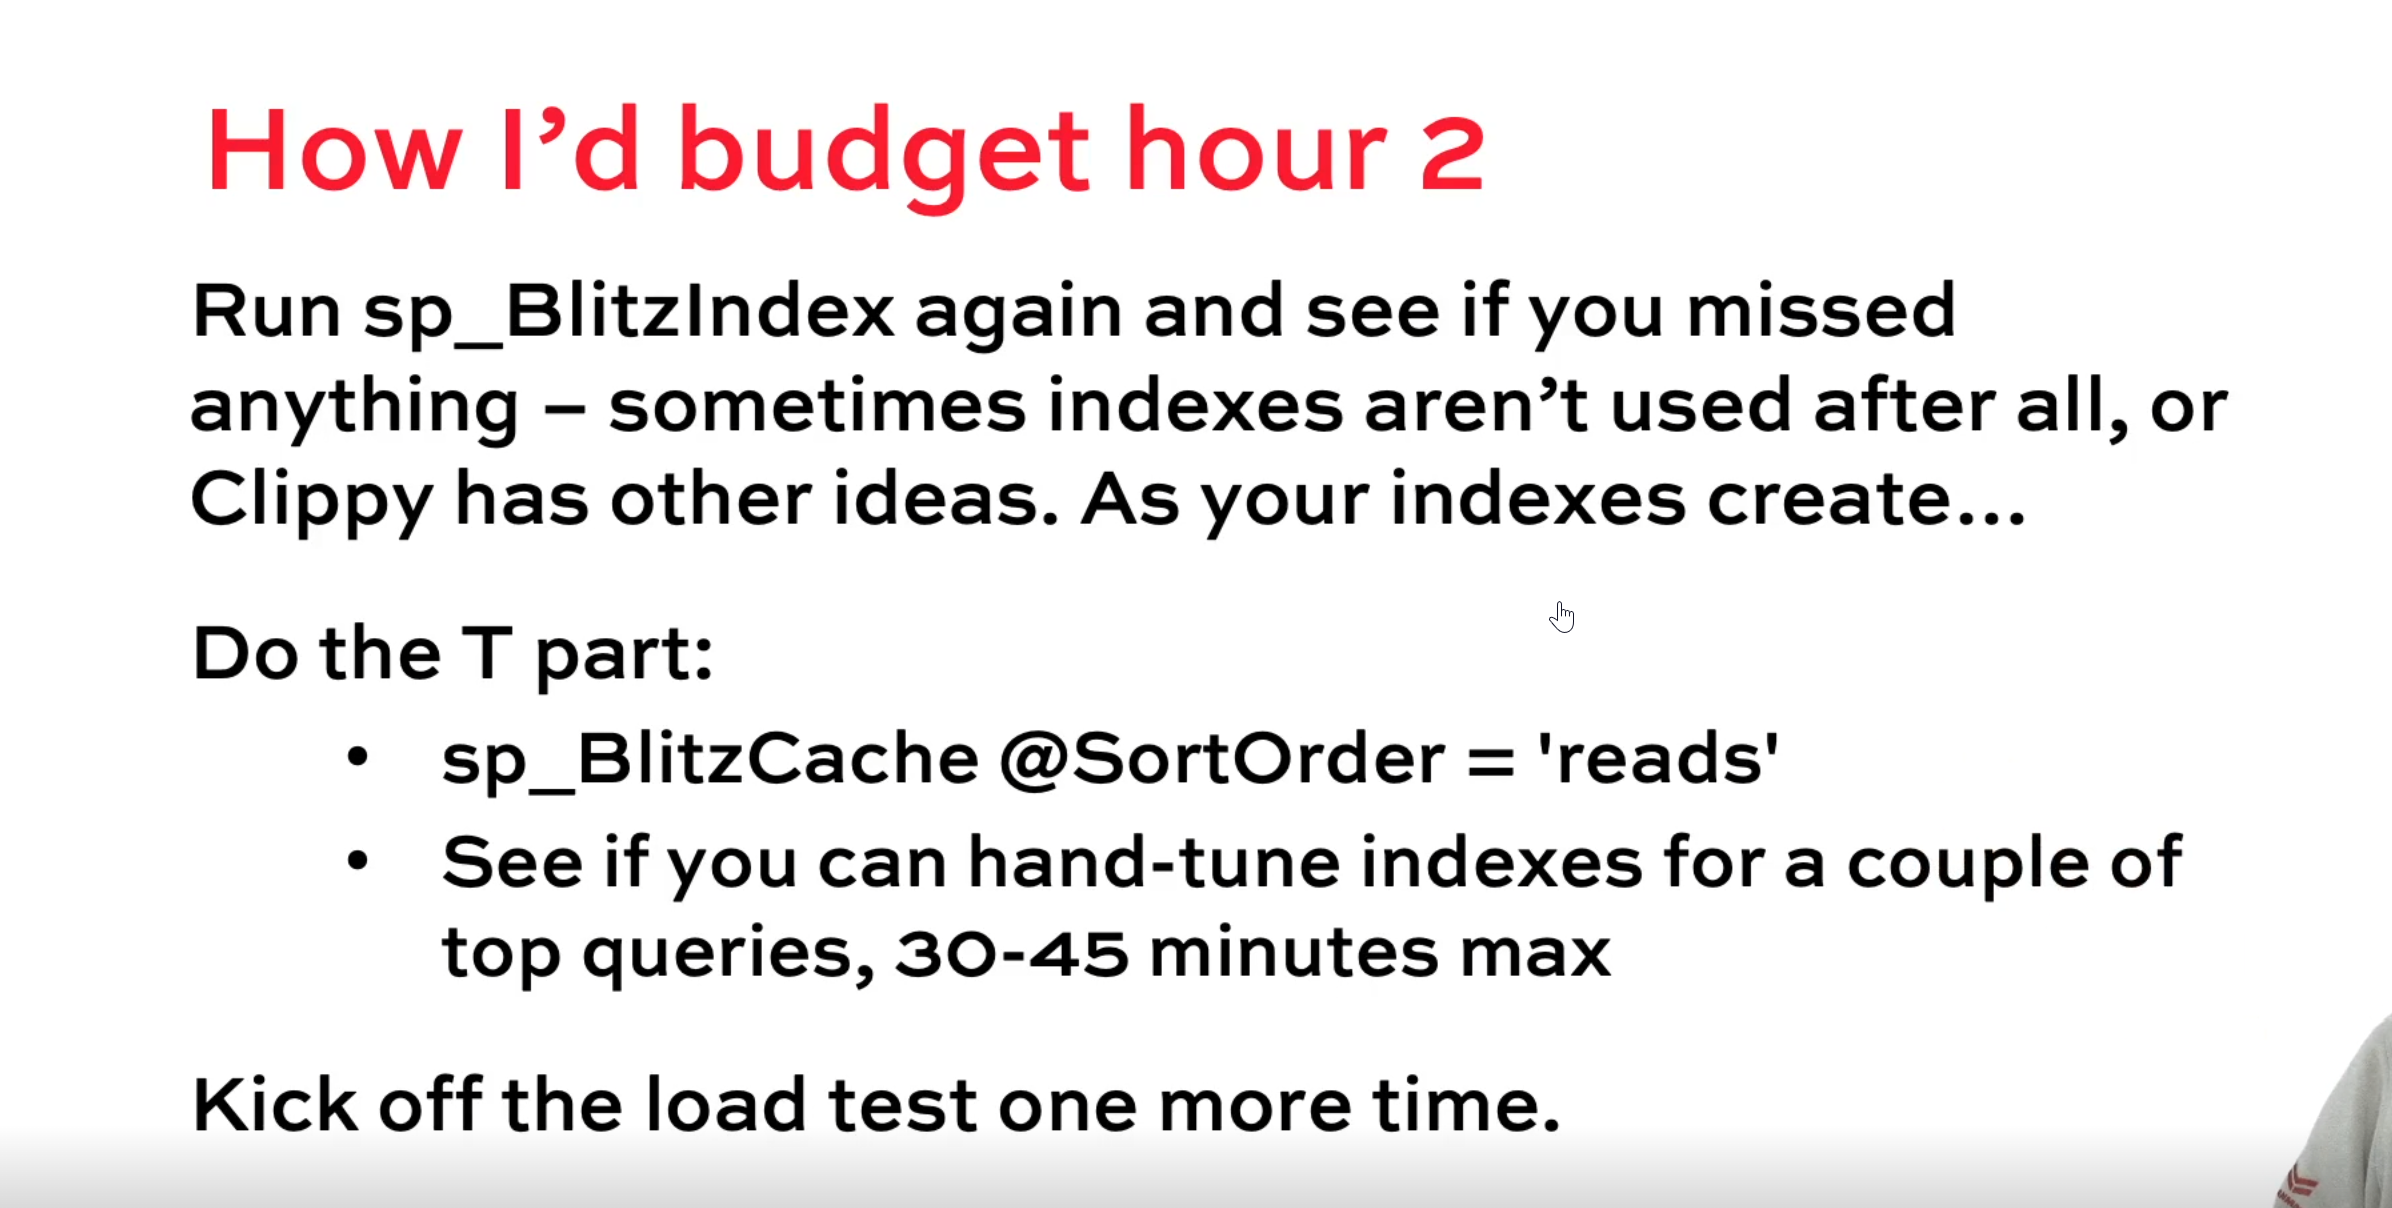 How I’d budget hour 2
Run sp_BlitzIndex again and see if you missed
anything – sometimes indexes aren’t used after all, or
Clippy has other ideas. As your indexes create…
Do the T part:
• sp_BlitzCache @SortOrder = 'reads'
• See if you can hand-tune indexes for a couple of
top queries, 30-45 minutes max
Kick off the load test one more time.